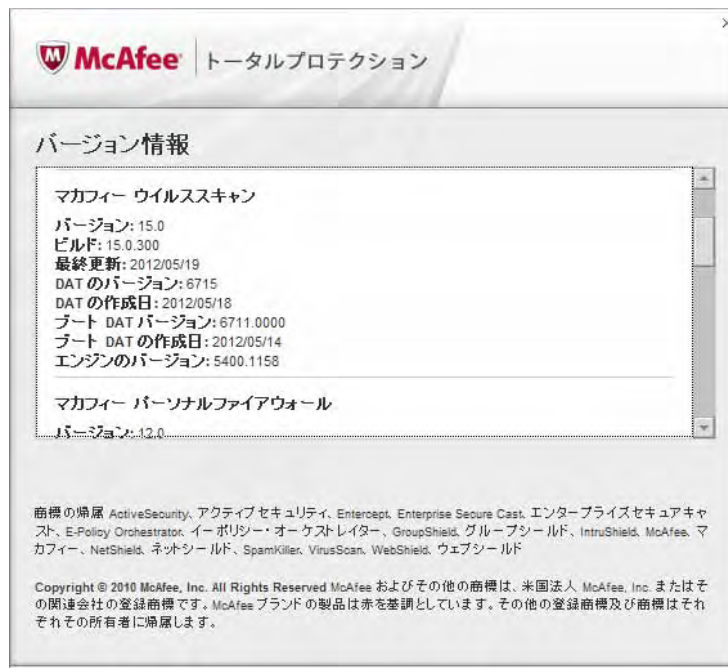 McAfee トータルプロテクション
バージョン情報
マカフィー ウイルススキャン
バージョン: 15.0
ビルド: 15.0.300
最終更新: 2012/05/19
DAT のバージョン: 6715
DAT の作成日: 2012/05/18
ブート DAT バージョン: 6711.0000
ブート DAT の作成日: 2012/05/14
エンジンのバージョン: 5400.1158
マカフィー パーソナルファイアウォール
バージョン: 12.0
商標の帰属 ActiveSecurity、アクティブセキュリティ、Entercept、Enterprise Secure Cast、エンタープライズセキュアキャ
スト、E-Policy Orchestrator、イーポリシー・オーケストレイター、GroupShield、グループシールド、IntruShield、McAfee、マ
カフィー、NetShield、ネットシールド、SpamKiller、VirusScan、WebShield、ウェブシールド
Copyright © 2010 McAfee, Inc. All Rights Reserved McAfee およびその他の商標は、米国法人 McAfee, Inc. またはそ
の関連会社の登録商標です。McAfee ブランドの製品は赤を基調としています。その他の登録商標及び商標はそれ
ぞれその所有者に帰属します。